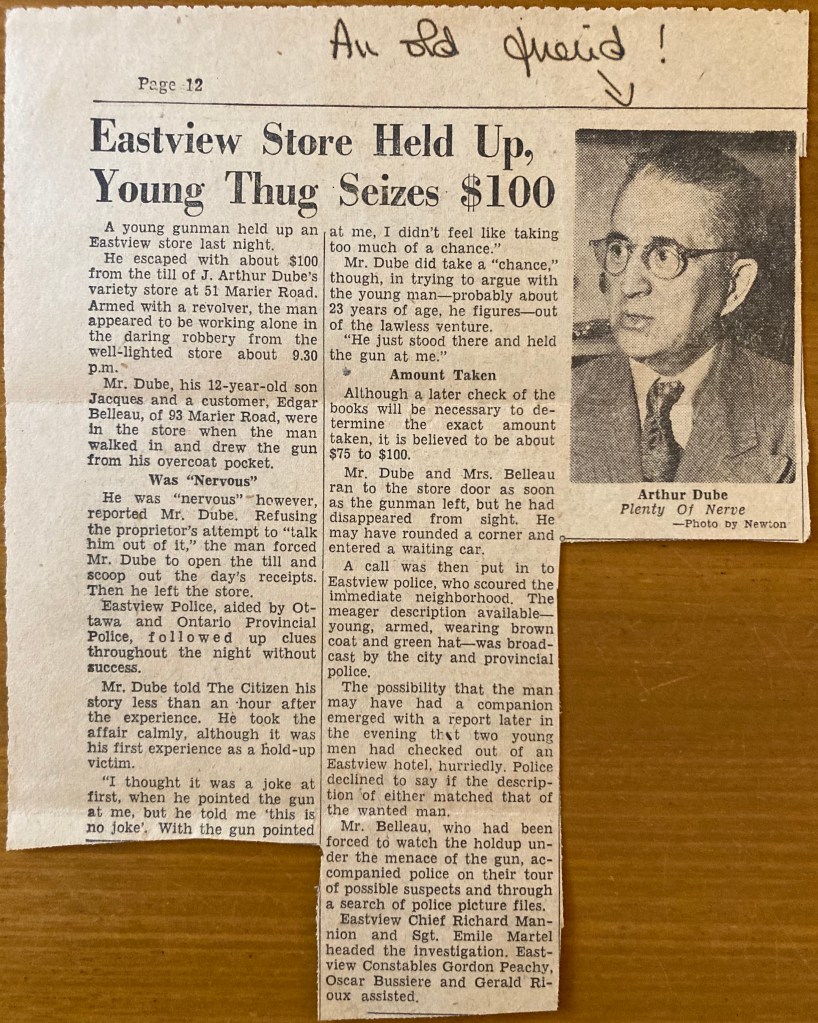 An old friend!
Page 12
Eastview Store Held Up,
Young Thug Seizes $100
A young gunman held up an
Eastview store last night.
He escaped with about $100
from the till of J. Arthur Dube's
variety store at 51 Marier Road.
Armed with a revolver, the man
appeared to be working alone in
the daring robbery from the
well-lighted store about 9.30
p.m.
Mr. Dube, his 12-year-old son
Jacques and a customer, Edgar
Belleau, of 93 Marier Road, were
in the store when the man
walked in and drew the gun
from his overcoat pocket.
Was "Nervous"
He was "nervous" however,
reported Mr. Dube. Refusing
the proprietor's attempt to "talk
him out of it," the man forced
Mr. Dube to open the till and
scoop out the day's receipts.
Then he left the store.
Eastview Police, aided by Ot-
tawa and Ontario Provincial
Police, followed up clues
throughout the night without
success.
Mr. Dube told The Citizen his
story less than an hour after
the experience. He took the
affair calmly, although it was
his first experience as a hold-up
victim.
"I thought it was a joke at
first, when he pointed the gun
at me, but he told me 'this is
no joke'. With the gun pointed
at me, I didn't feel like taking
too much of a chance."
Mr. Dube did take a "chance,"
though, in trying to argue with
the young man—probably about
23 years of age, he figures—out
of the lawless venture.
"He just stood there and held
the gun at me."
Amount Taken
Although a later check of the
books will be necessary to de-
termine the exact amount
taken, it is believed to be about
$75 to $100.
Mr. Dube and Mrs. Belleau
ran to the store door as soon
as the gunman left, but he had
disappeared from sight. He
may have rounded a corner and
entered a waiting car.
A call was then put in to
Eastview police, who scoured the
immediate neighborhood. The
meager description available—
young, armed, wearing brown
coat and green hat—was broad-
cast by the city and provincial
police.
The possibility that the man
may have had a companion
emerged with a report later in
the evening that two young
men had checked out of an
Eastview hotel, hurriedly. Police
declined to say if the descrip-
tion of either matched that of
the wanted man.
Mr. Belleau, who had been
forced to watch the holdup un-
der the menace of the gun, ac-
companied police on their tour
of possible suspects and through
a search of police picture files.
Eastview Chief Richard Man-
nion and Sgt. Emile Martel
headed the investigation. East-
view Constables Gordon Peachy,
Oscar Bussiere and Gerald Ri-
oux assisted.
Arthur Dube
Plenty Of Nerve
—Photo by Newton